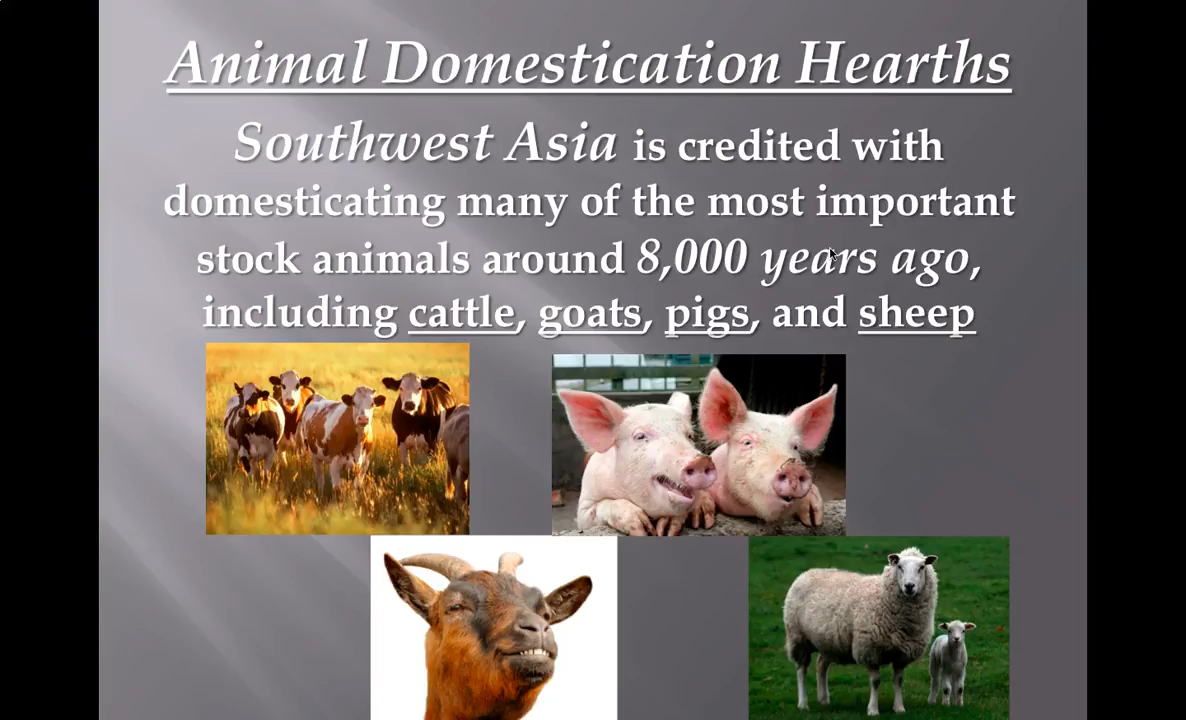 Animal Domestication Hearths
Southwest Asia is credited with
domesticating many of the most important
stock animals around 8,000 years ago,
including cattle, goats, pigs, and sheep